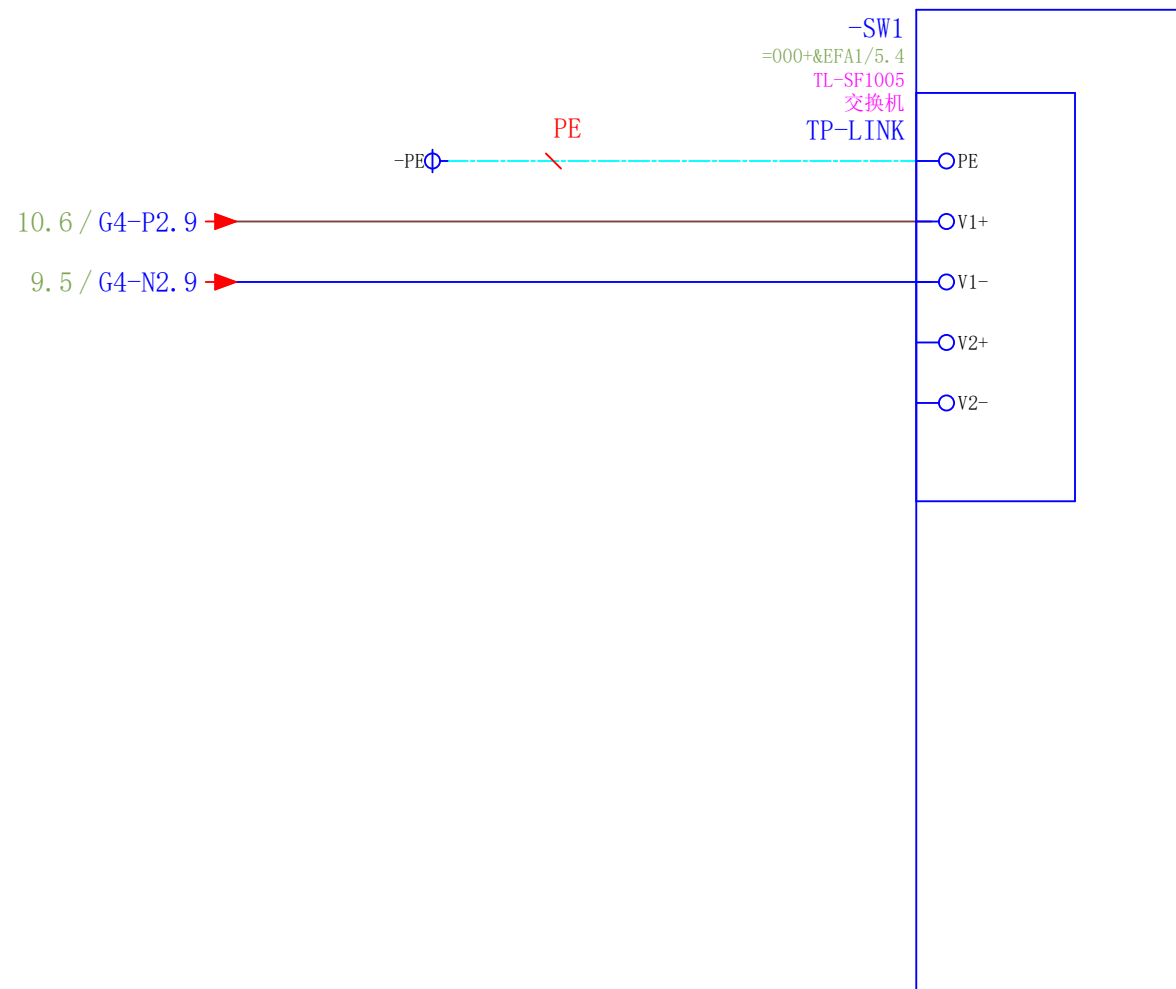 -SW1
=000+&EFA1/5.4
TL-SF1005
交换机
TP-LINK
PE
-PE
PE
10.6/G4-P2.9
V1+
9.5/G4-N2.9
V1-
V2+
V2-